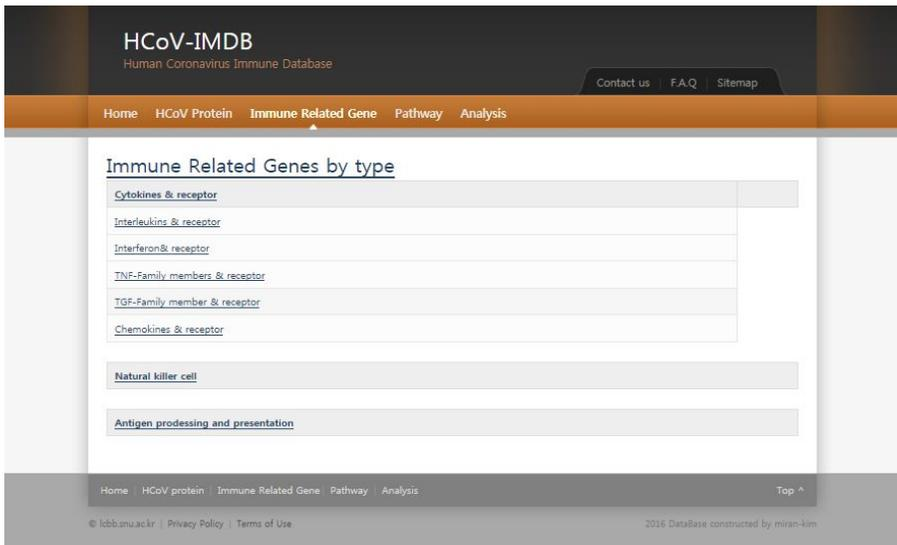 HCoV-IMDB
Human Coronavirus Immune Database
Contact us | F.A.Q | Sitemap
Home HCoV Protein Immune Related Gene Pathway Analysis
Immune Related Genes by type
Cytokines & receptor
Interleukins & receptor
Interferon& receptor
TNF-Family members & receptor
TGF-Family member & receptor
Chemokines & receptor
Natural killer cell
Antigen prodessing and presentation
Home | HCoV protein | Immune Related Gene | Pathway | Analysis Top ^
© lcbb.snu.ac.kr | Privacy Policy | Terms of Use 2016 DataBase constructed by miran-kim